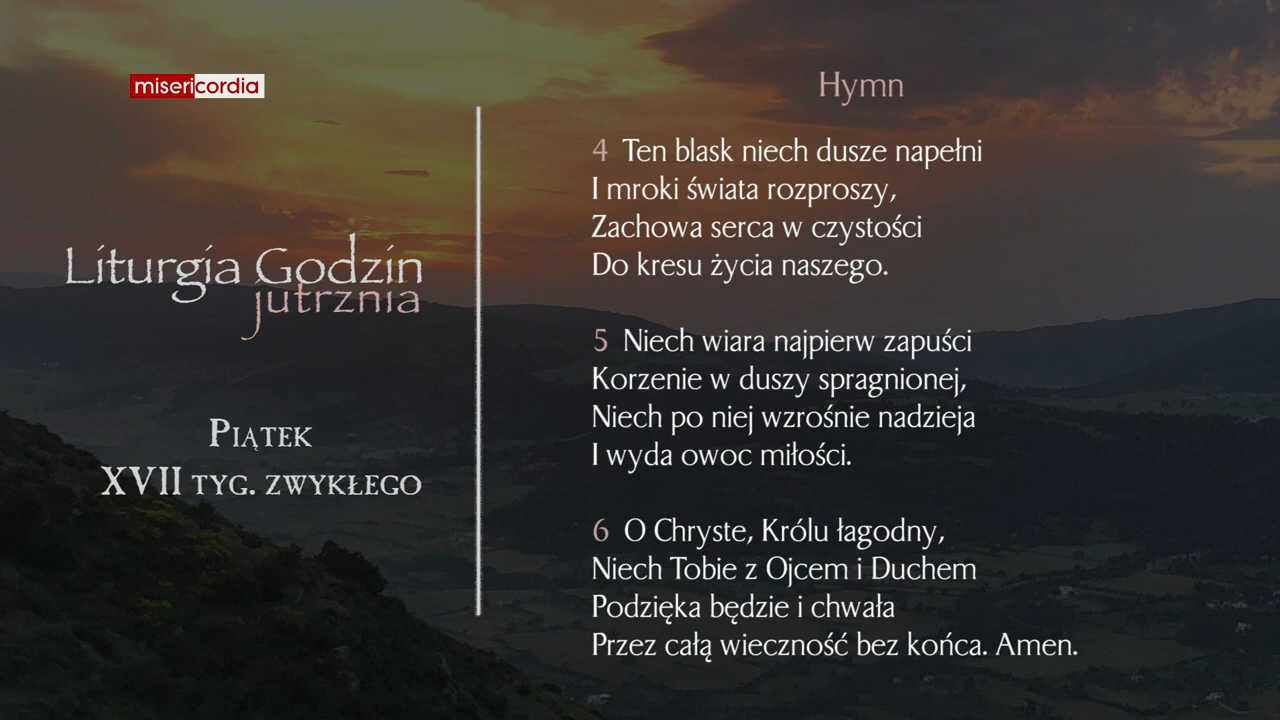 misericordia
Liturgia Godzin
jutrznia
Piątek
XVII tyg. zwykłego
Hymn
4 Ten blask niech dusze napełni
I mroki świata rozproszy,
Zachowa serca w czystości
Do kresu życia naszego.
5 Niech wiara najpierw zapuści
Korzenie w duszy spragnionej,
Niech po niej wzrośnie nadzieja
I wyda owoc miłości.
6 O Chryste, Królu łagodny,
Niech Tobie z Ojcem i Duchem
Podzięka będzie i chwała
Przez całą wieczność bez końca. Amen.